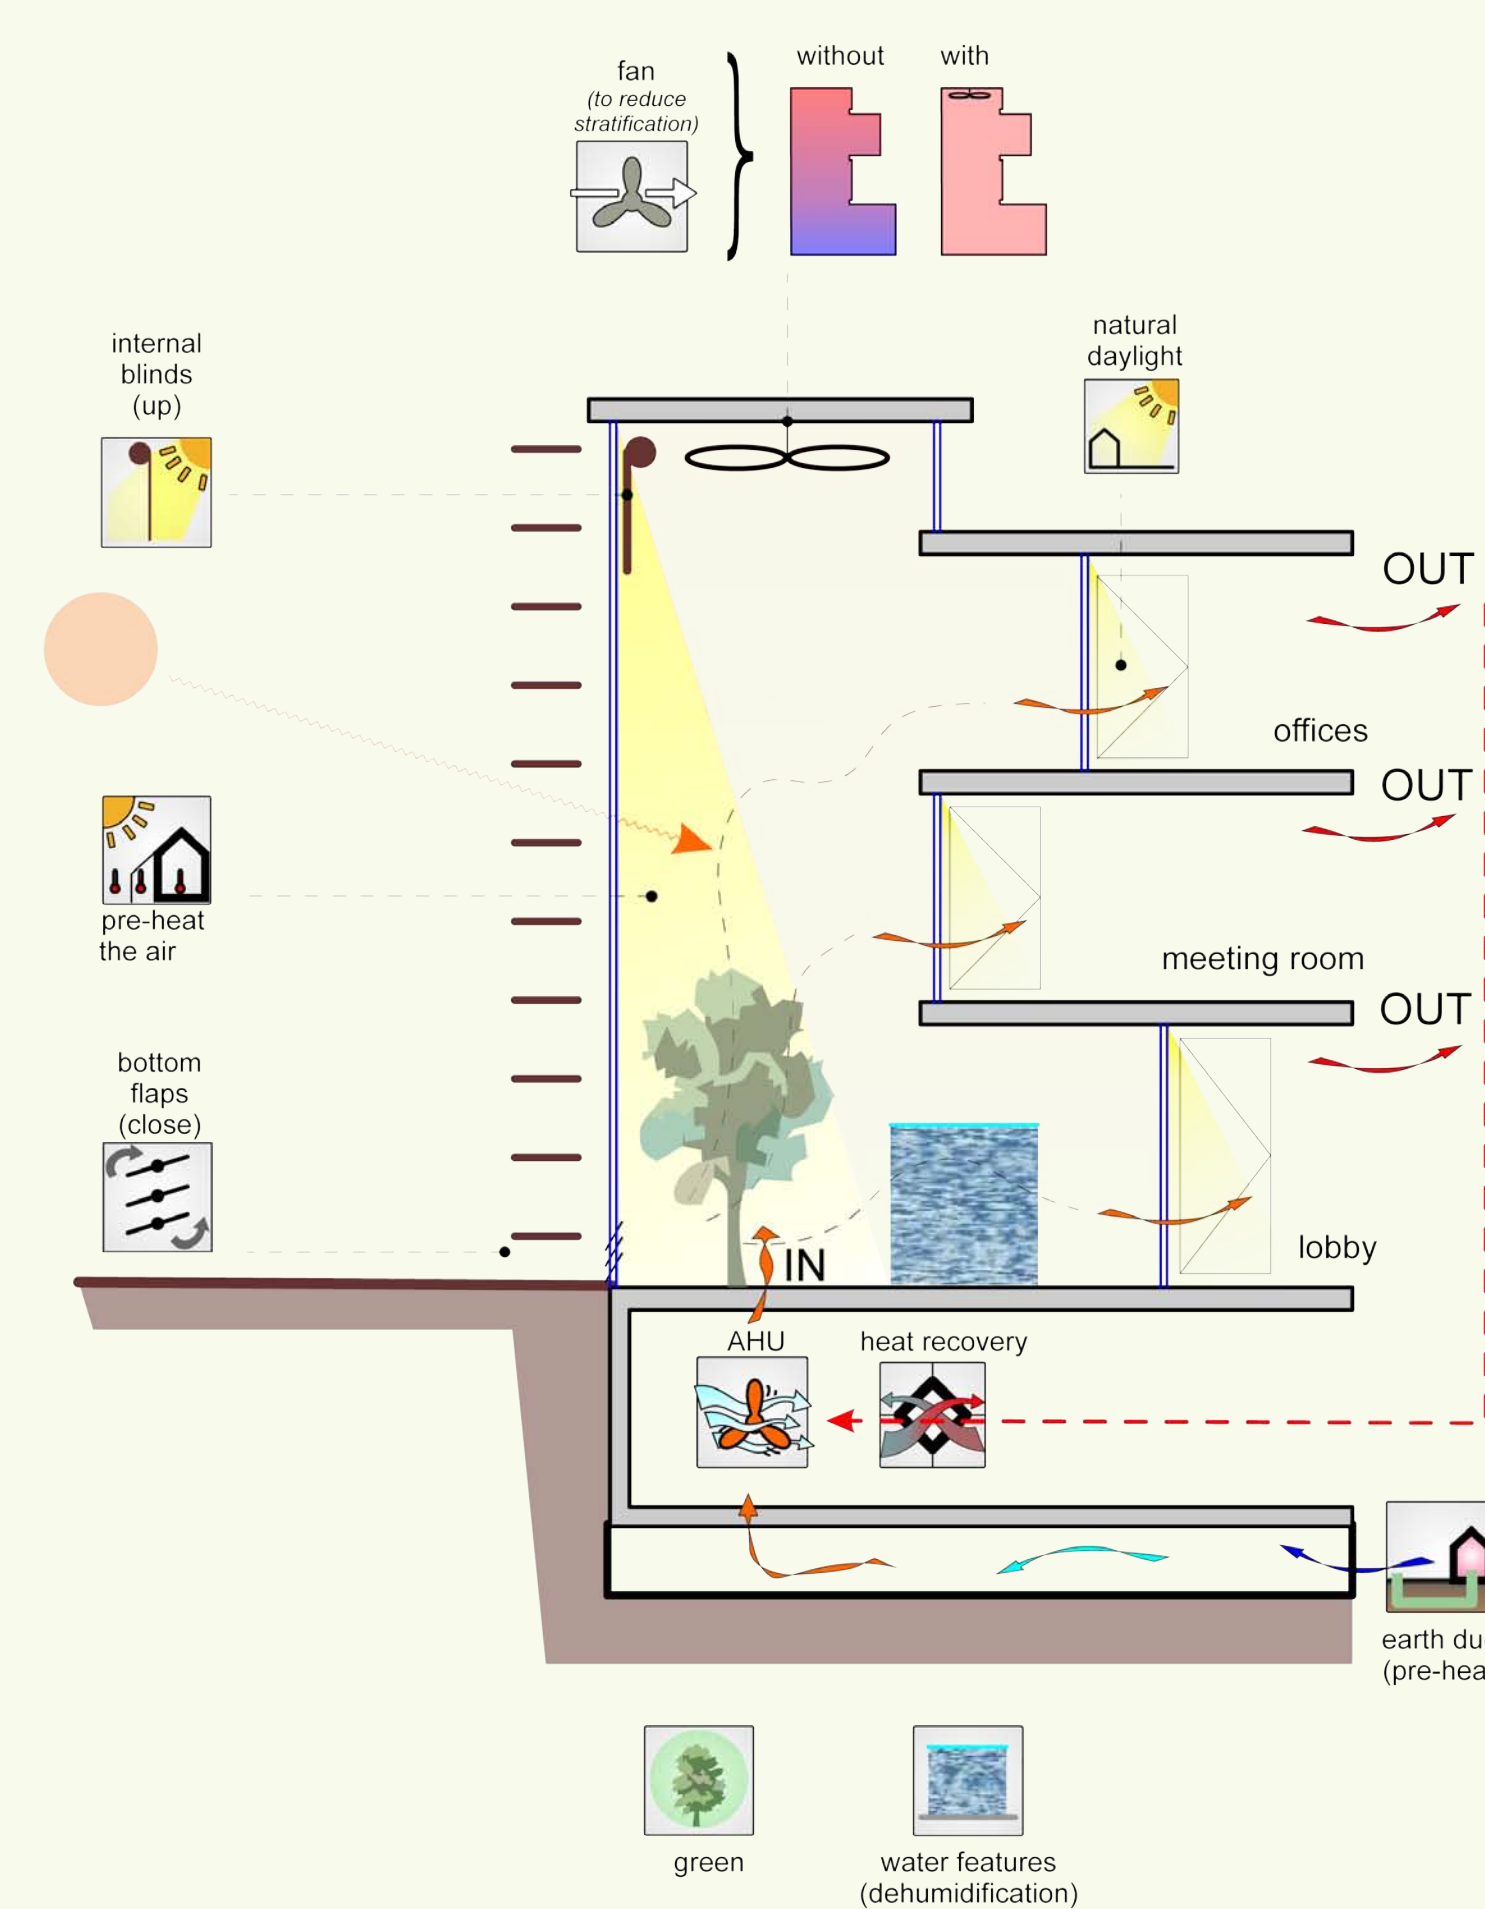 without
with
fan
(to reduce
stratification)
natural
daylight
internal
blinds
(up)
OUT
offices
OUT
pre-heat
the air
meeting room
OUT
bottom
flaps
(close)
lobby
IN
AHU
heat recovery
earth
green
water features
(dehumidification)